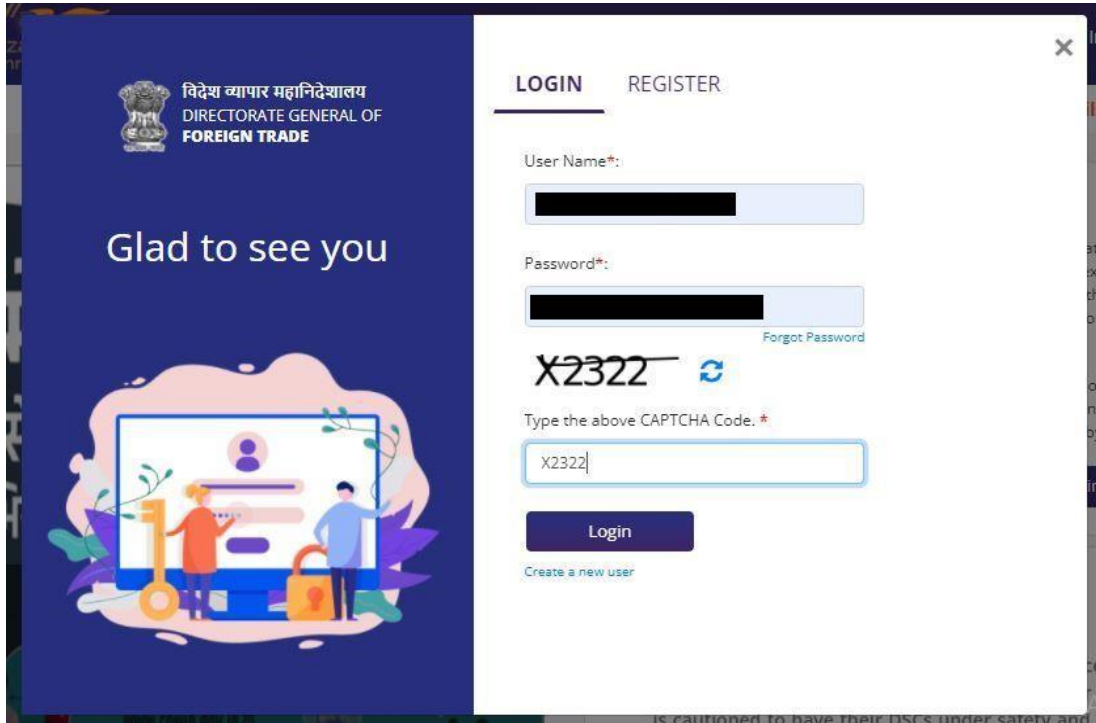 विदेश व्यापार महानिदेशालय
DIRECTORATE GENERAL OF
FOREIGN TRADE
Glad to see you
LOGIN REGISTER
User Name*:
Password*:
Forgot Password
X2322
Type the above CAPTCHA Code. *
X2322
Login
Create a new user
is cautioned to have their DSCs under safety and